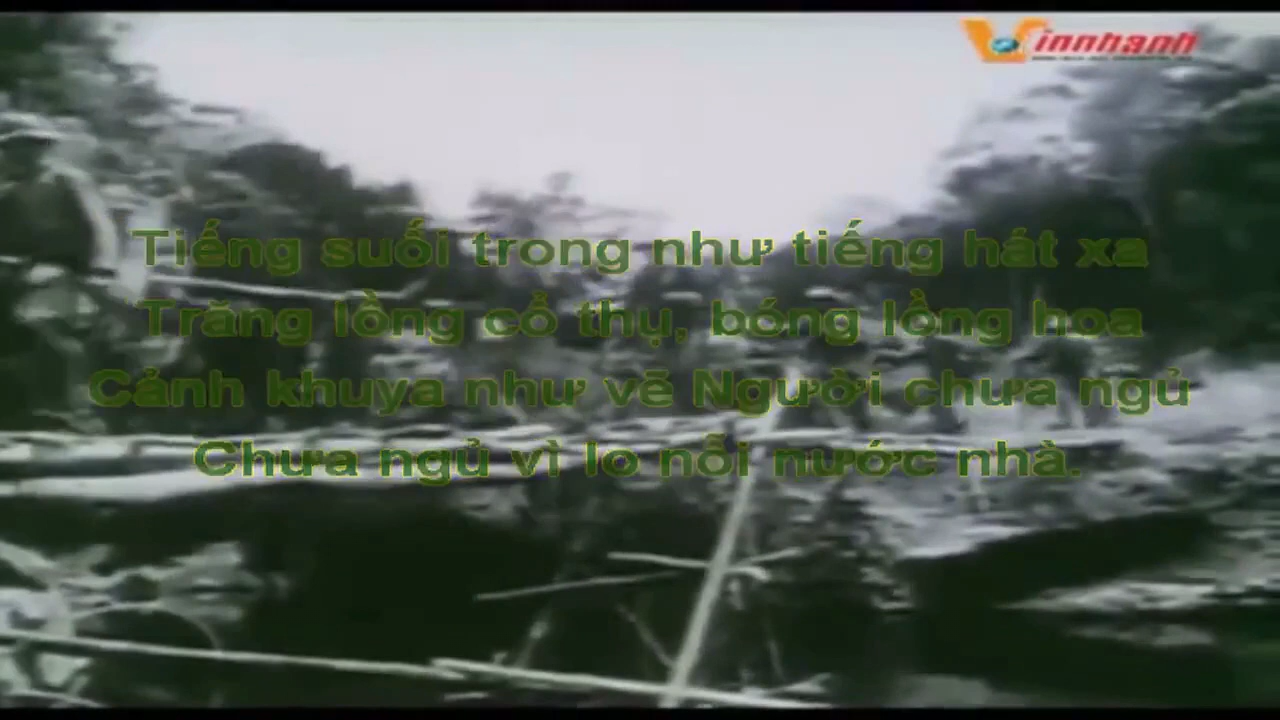 Vinnhanh
Tiếng suối trong như tiếng hát xa
Trăng lồng cổ thụ, bóng lồng hoa
Cảnh khuya như vẽ Người chưa ngủ
Chưa ngủ vì lo nỗi nước nhà.